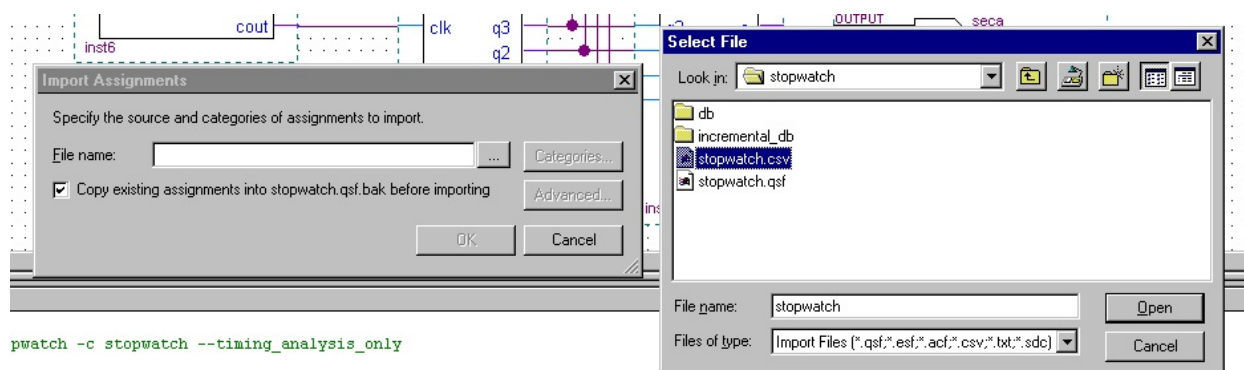 cout
clk
q3
q2
inst6
OUTPUT
seca
Import Assignments
Specify the source and categories of assignments to import.
File name:
...
Categories...
Copy existing assignments into stopwatch.qsf.bak before importing
Advanced...
OK
Cancel
Select File
Look in:
stopwatch
db
incremental_db
stopwatch.csv
stopwatch.qsf
ins
File name:
stopwatch
Open
Files of type:
Import Files (*.qsf;*.esf;*.acf;*.csv;*.txt;*.sdc)
Cancel
pwatch -c stopwatch --timing_analysis_only